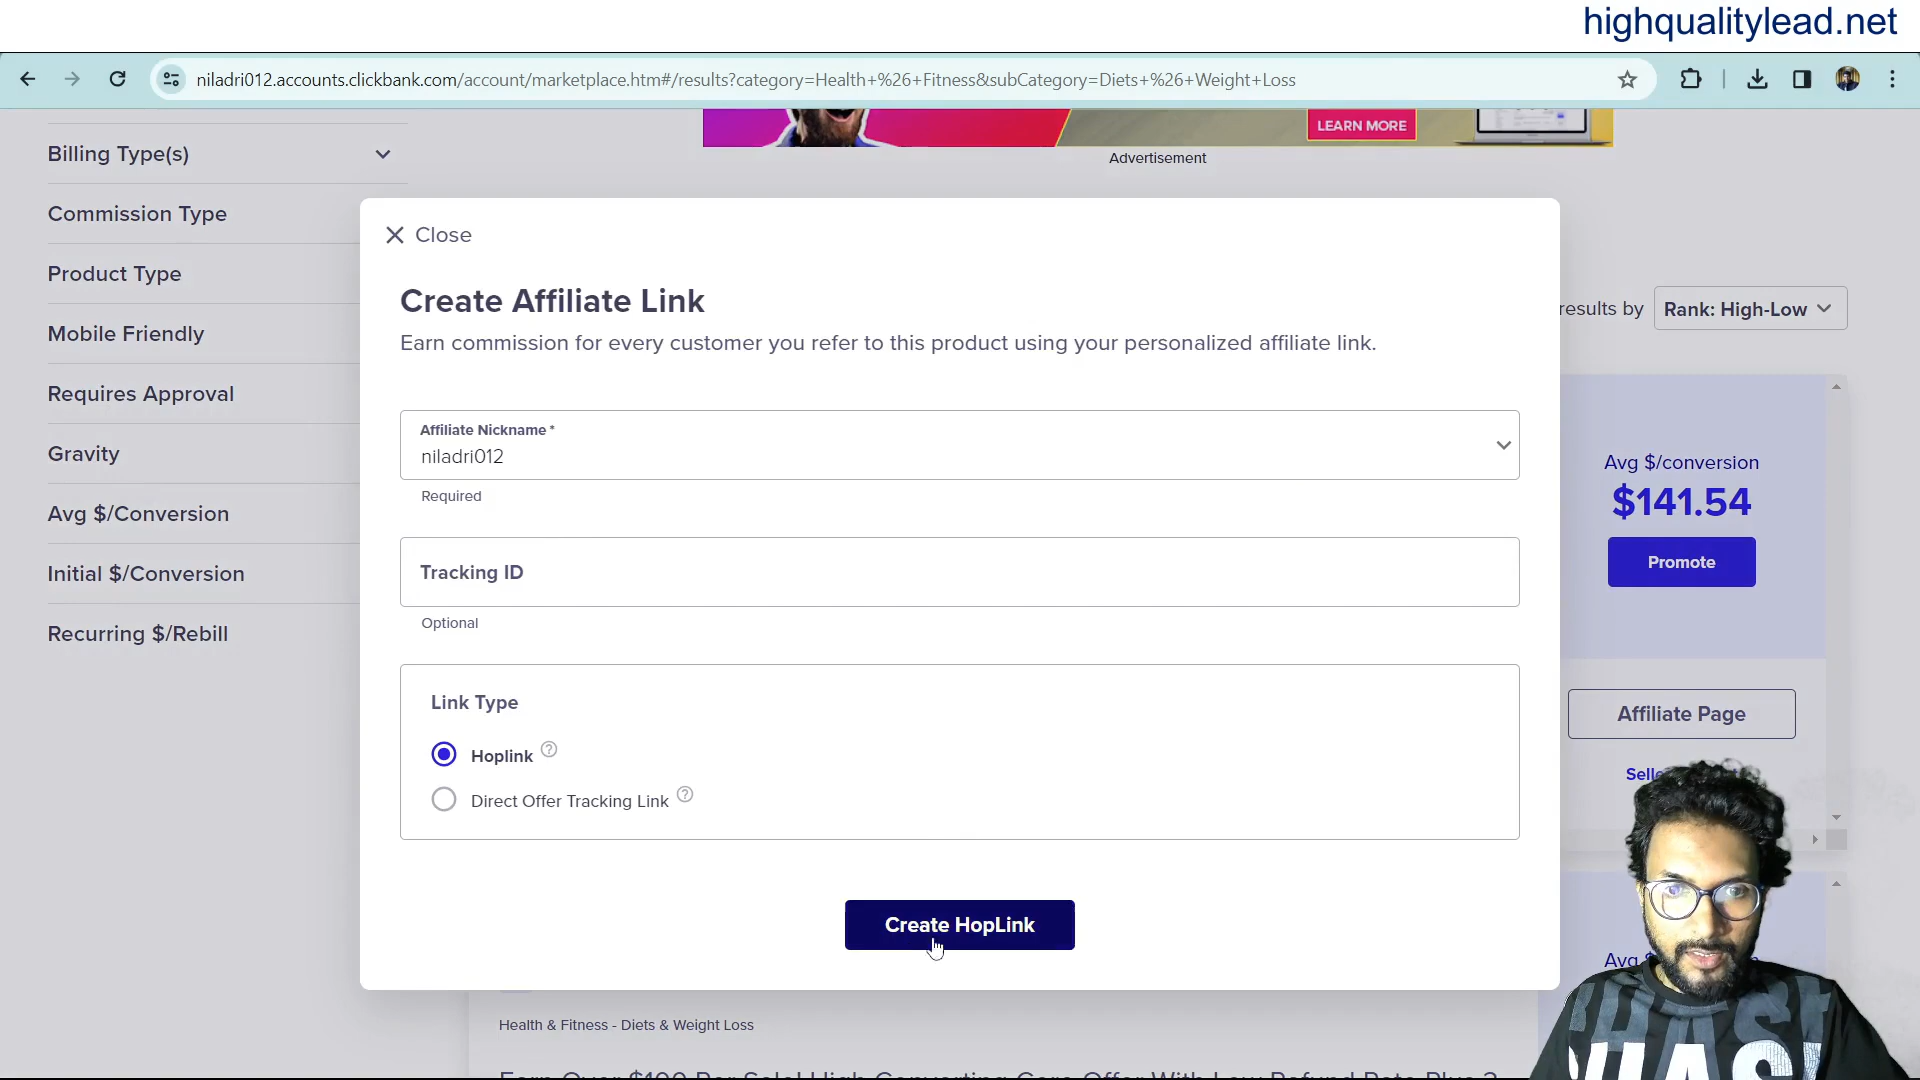 highqualitylead.net
niladri012.accounts.clickbank.com/account/marketplace.htm#/results?category=Health+%26+Fitness&subCategory=Diets+%26+Weight+Loss
LEARN MORE
Advertisement
Billing Type(s)
Commission Type
Product Type
Mobile Friendly
Requires Approval
Gravity
Avg $/Conversion
Initial $/Conversion
Recurring $/Rebill
Close
Create Affiliate Link
Earn commission for every customer you refer to this product using your personalized affiliate link.
Affiliate Nickname *
niladri012
Required
Tracking ID
Optional
Link Type
Hoplink ?
Direct Offer Tracking Link ?
Create HopLink
results by
Rank: High-Low
Avg $/conversion
$141.54
Promote
Affiliate Page
Health & Fitness - Diets & Weight Loss